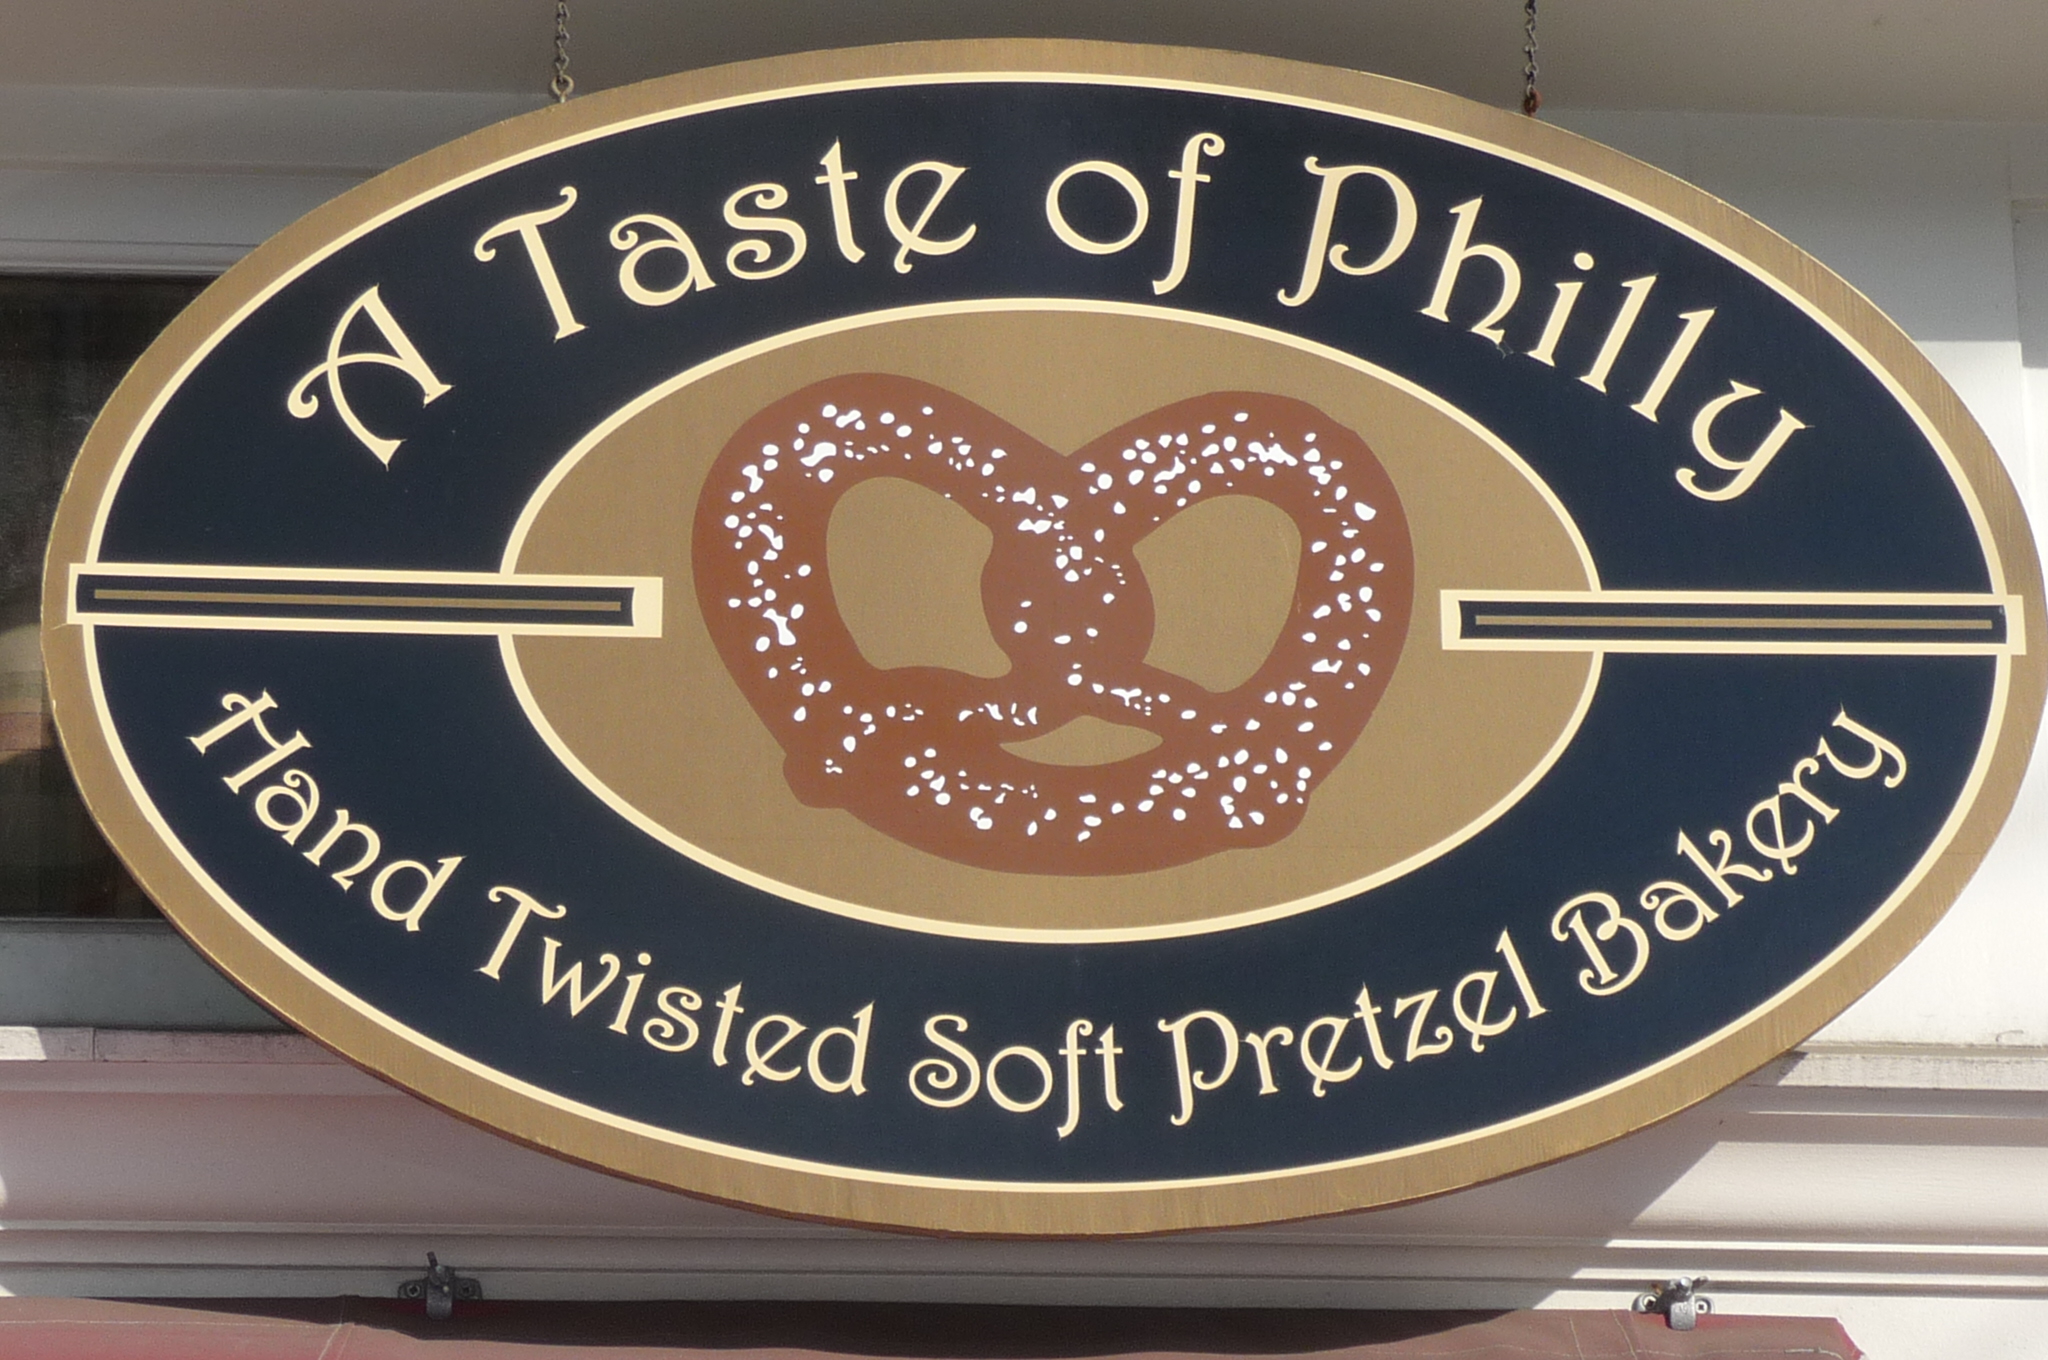 A Taste of Philly
Hand Twisted Soft Pretzel Bakery